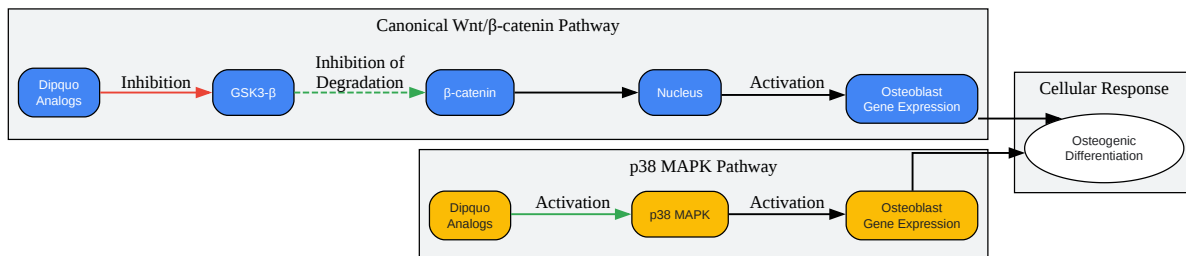 Canonical Wnt/β-catenin Pathway
Dipquo
Analogs
Inhibition
GSK3-β
Inhibition of
Degradation
β-catenin
Nucleus
Activation
Osteoblast
Gene Expression
Cellular Response
Osteogenic
Differentiation
p38 MAPK Pathway
Dipquo
Analogs
Activation
p38 MAPK
Activation
Osteoblast
Gene Expression